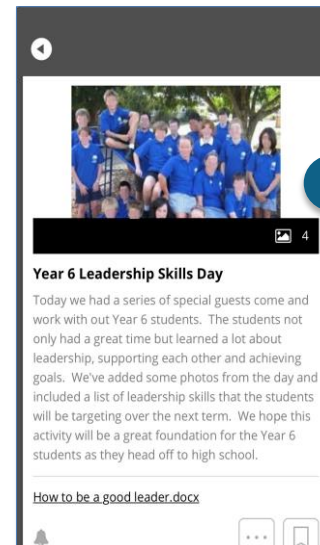 4
Year 6 Leadership Skills Day
Today we had a series of special guests come and
work with out Year 6 students.  The students not
only had a great time but learned a lot about
leadership, supporting each other and achieving
goals.  We've added some photos from the day and
included a list of leadership skills that the students
will be targeting over the next term.  We hope this
activity will be a great foundation for the Year 6
students as they head off to high school.
How to be a good leader.docx